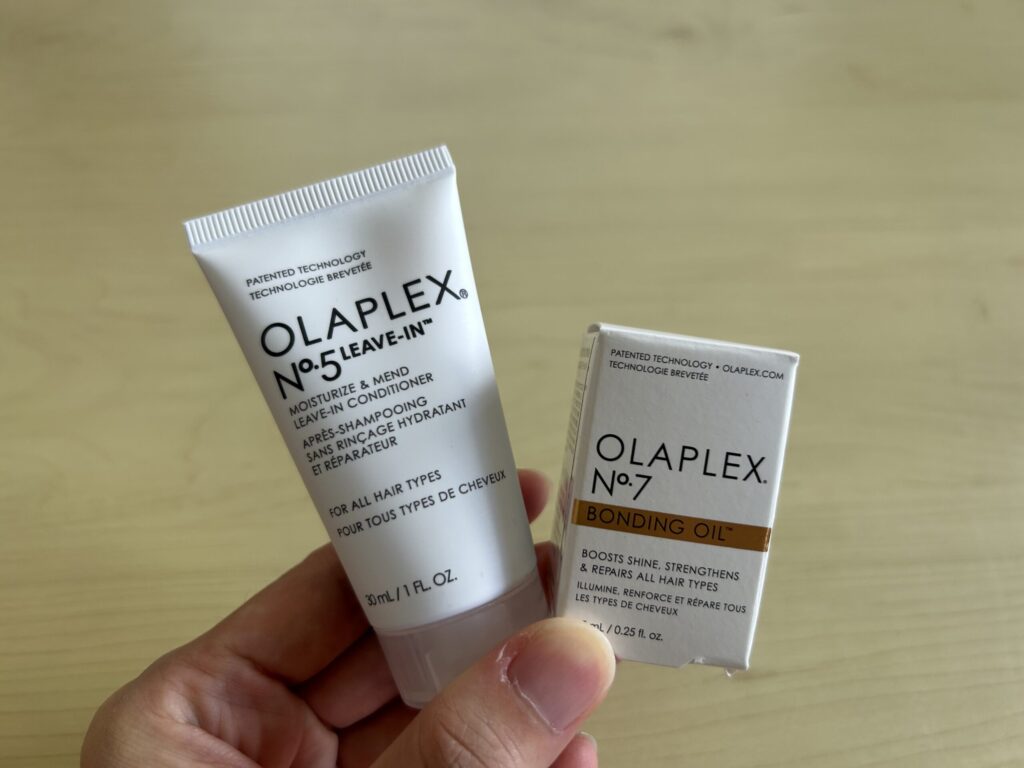 PATENTED TECHNOLOGY
TECHNOLOGIE BREVETÉE
OLAPLEX®
Nº.5 LEAVE-IN™
MOISTURIZE & MEND
LEAVE-IN CONDITIONER
APRÈS-SHAMPOOING
SANS RINÇAGE HYDRATANT
ET RÉPARATEUR
FOR ALL HAIR TYPES
POUR TOUS TYPES DE CHEVEUX
30 mL / 1 FL. OZ.
PATENTED TECHNOLOGY • OLAPLEX.COM
TECHNOLOGIE BREVETÉE
OLAPLEX®
Nº.7
BONDING OIL™
BOOSTS SHINE, STRENGTHENS
& REPAIRS ALL HAIR TYPES
ILLUMINE, RENFORCE ET RÉPARE TOUS
LES TYPES DE CHEVEUX
mL / 0.25 fl. oz.